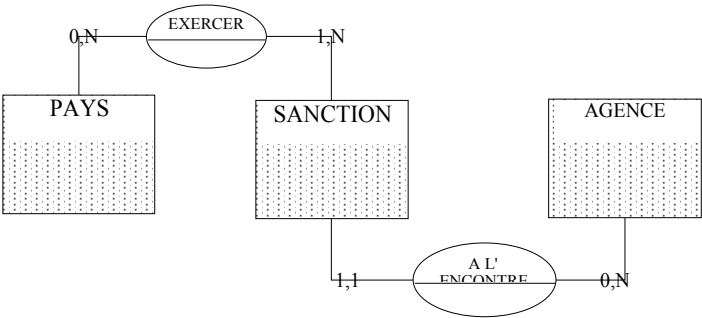 EXERCER
0,N
1,N
PAYS
SANCTION
AGENCE
A L'
ENCONTRE
1,1
0,N